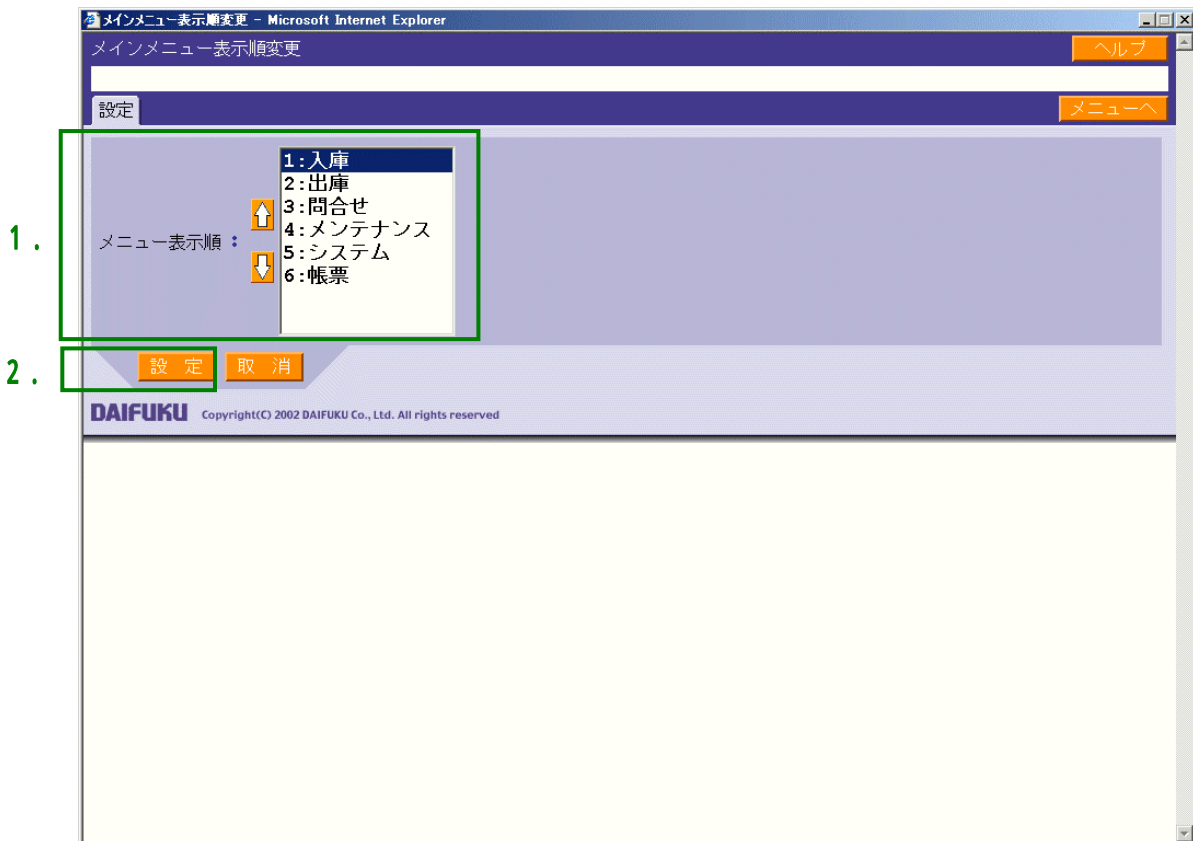 メインメニュー表示順変更 - Microsoft Internet Explorer
メインメニュー表示順変更
ヘルプ
設定
メニューへ
1.
メニュー表示順：
1:入庫
2:出庫
3:問合せ
4:メンテナンス
5:システム
6:帳票
2.
設 定
取 消
DAIFUKU Copyright(C) 2002 DAIFUKU Co., Ltd. All rights reserved